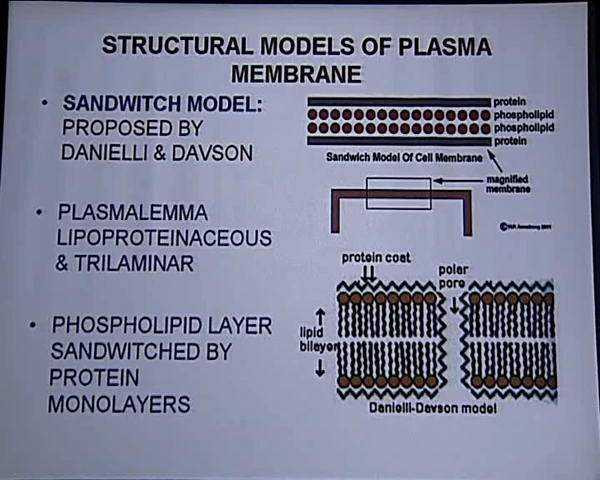 STRUCTURAL MODELS OF PLASMA
MEMBRANE
• SANDWITCH MODEL:
PROPOSED BY
DANIELLI & DAVSON
• PLASMALEMMA
LIPOPROTEINACEOUS
& TRILAMINAR
• PHOSPHOLIPID LAYER
SANDWITCHED BY
PROTEIN
MONOLAYERS
protein
phospholipid
phospholipid
protein
Sandwich Model Of Cell Membrane
magnified
membrane
protein coat
polar
pore
lipid
bilayer
Danielli-Davson model